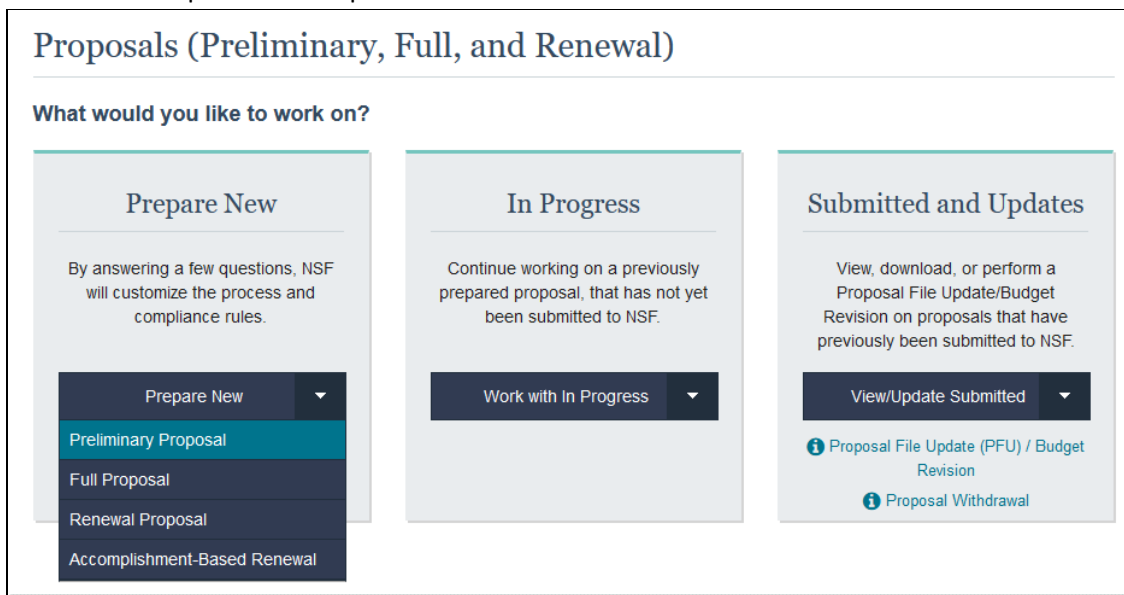 Proposals (Preliminary, Full, and Renewal)
What would you like to work on?
Prepare New
By answering a few questions, NSF
will customize the process and
compliance rules.
Prepare New
Preliminary Proposal
Full Proposal
Renewal Proposal
Accomplishment-Based Renewal
In Progress
Continue working on a previously
prepared proposal, that has not yet
been submitted to NSF.
Work with In Progress
Submitted and Updates
View, download, or perform a
Proposal File Update/Budget
Revision on proposals that have
previously been submitted to NSF.
View/Update Submitted
Proposal File Update (PFU) / Budget
Revision
Proposal Withdrawal